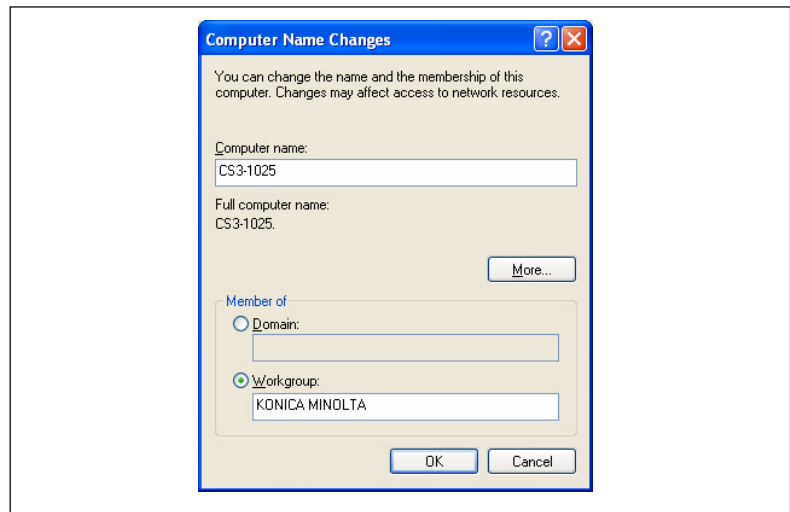 Computer Name Changes
You can change the name and the membership of this
computer. Changes may affect access to network resources.
Computer name:
CS3-1025
Full computer name:
CS3-1025.
More...
Member of
Domain:
Workgroup:
KONICA MINOLTA
OK Cancel